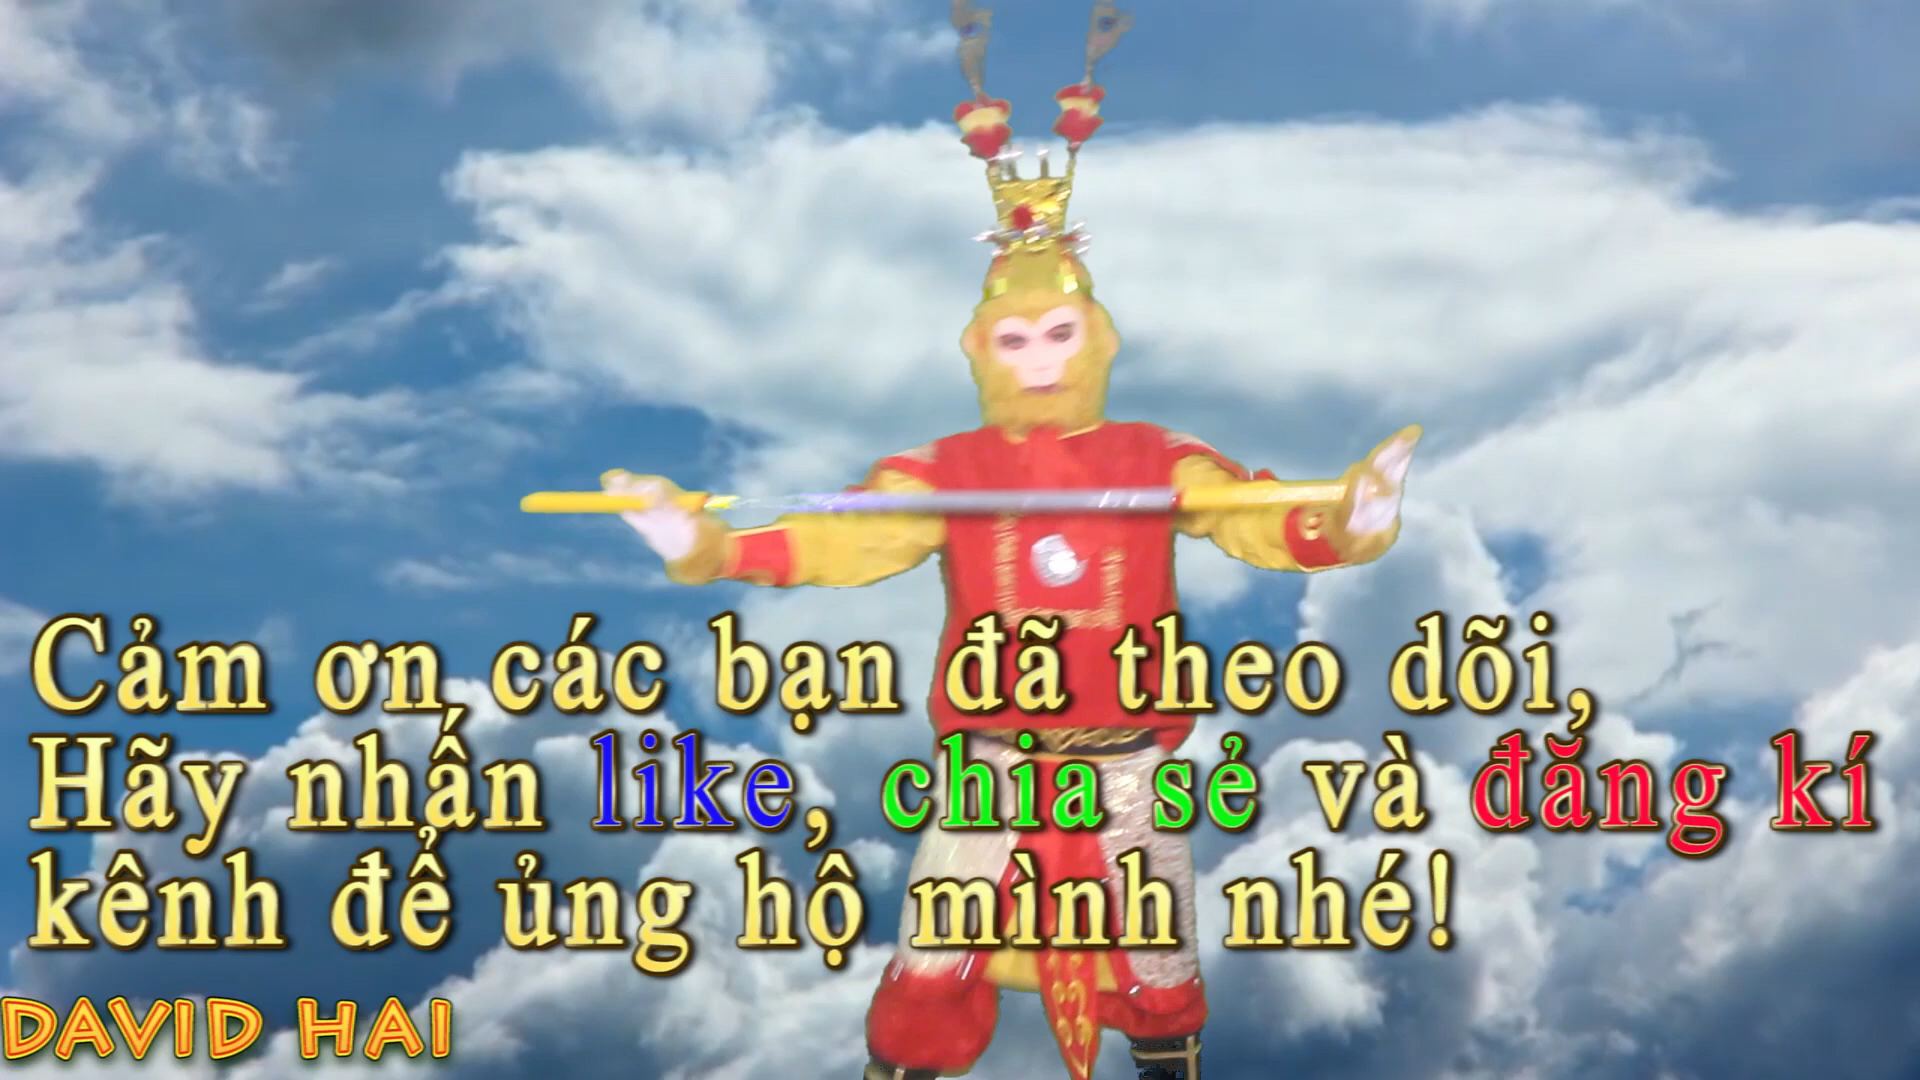 Cảm ơn các bạn đã theo dõi,
Hãy nhấn like, chia sẻ và đăng kí
kênh để ủng hộ mình nhé!
DAVID HAI